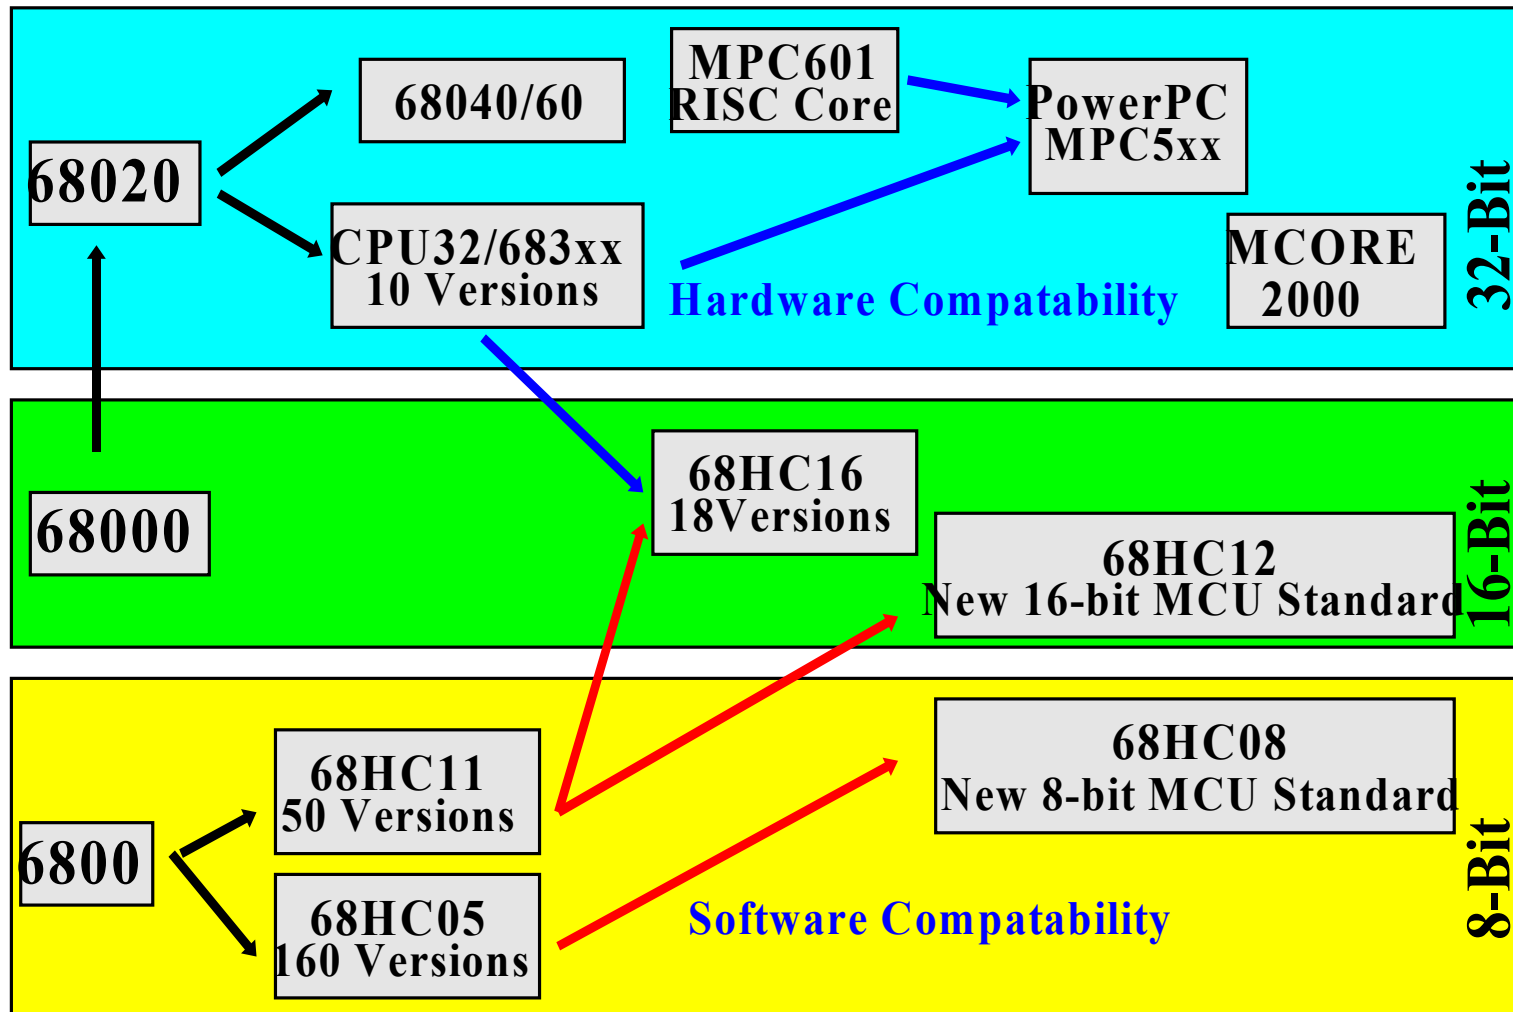 68040/60
MPC601
RISC Core
PowerPC
MPC5xx
68020
CPU32/683xx
10 Versions
Hardware Compatability
MCORE
2000
32-Bit
68000
68HC16
18Versions
68HC12
New 16-bit MCU Standard
16-Bit
6800
68HC11
50 Versions
68HC05
160 Versions
68HC08
New 8-bit MCU Standard
Software Compatability
8-Bit